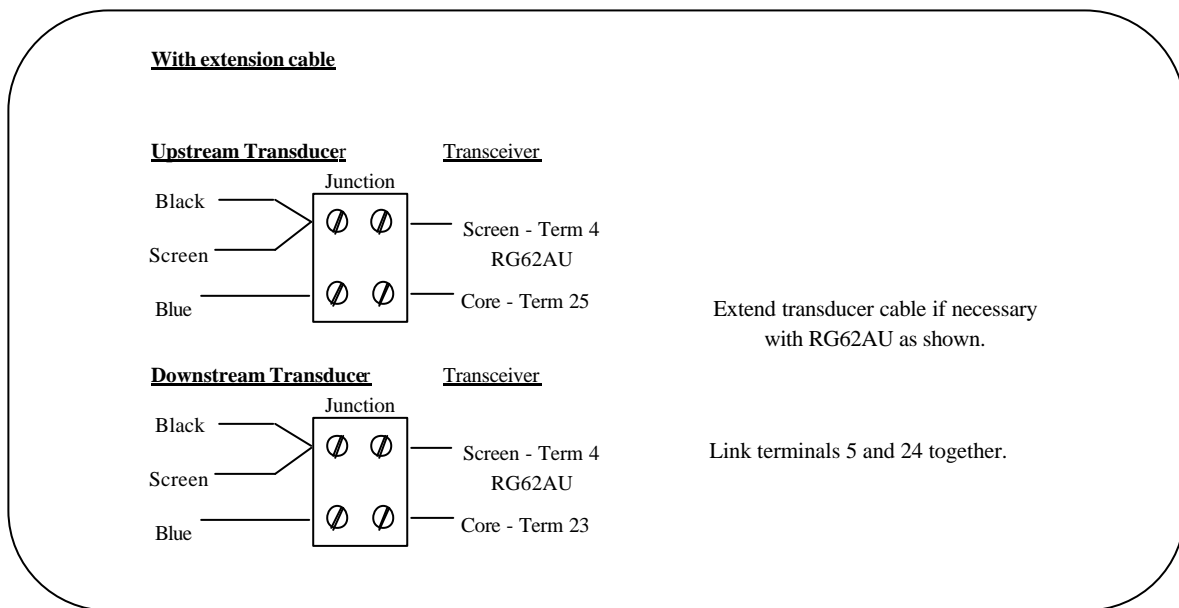 With extension cable
Upstream Transducer Transceiver
Junction
Black
Screen - Term 4
Screen
RG62AU
Blue
Core - Term 25
Extend transducer cable if necessary
with RG62AU as shown.
Downstream Transducer Transceiver
Junction
Black
Screen - Term 4
Screen
RG62AU
Blue
Core - Term 23
Link terminals 5 and 24 together.